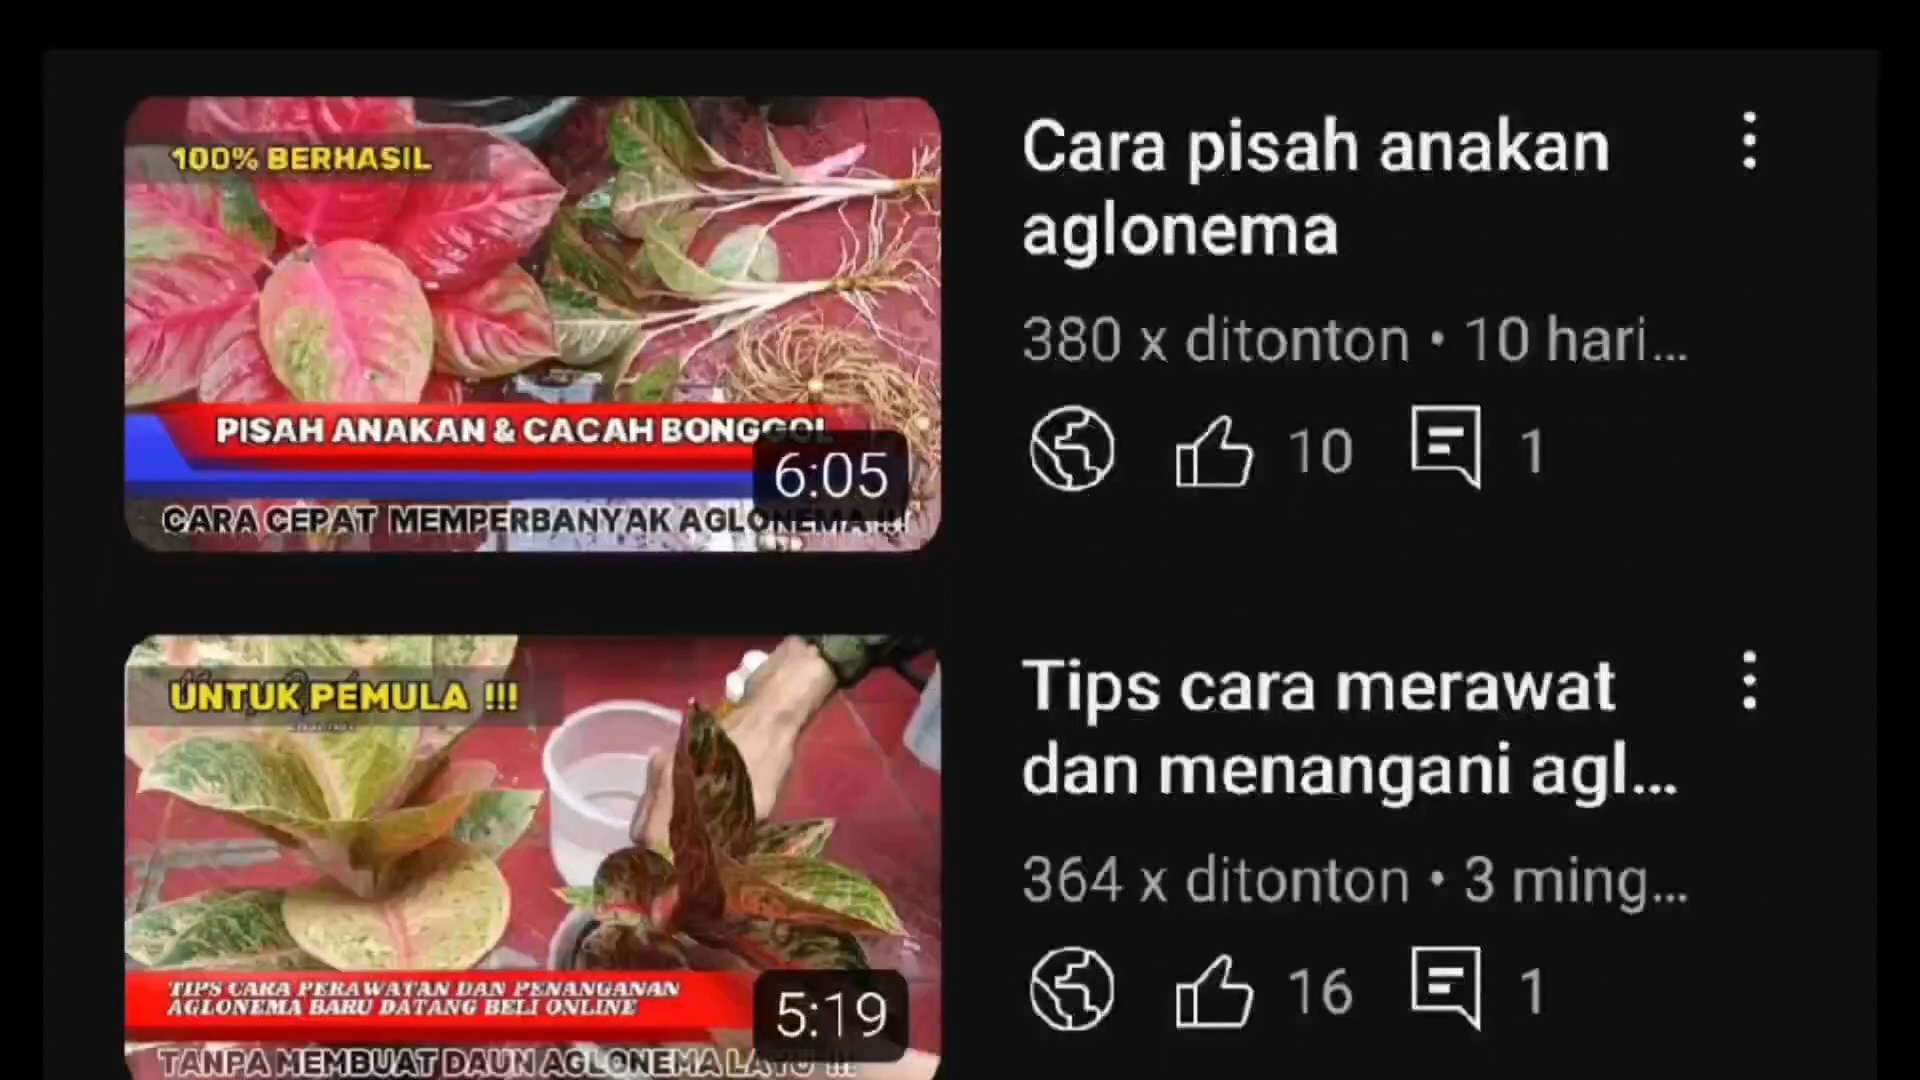 100% BERHASIL
PISAH ANAKAN & CACAH BONGGOL
6:05
CARA CEPAT MEMPERBANYAK AGLONEMA !!!
Cara pisah anakan
aglonema
380 x ditonton • 10 hari...
10
1
UNTUK PEMULA !!!
TIPS CARA PERAWATAN DAN PENANGANAN
AGLONEMA BARU DATANG BELI ONLINE
5:19
TANPA MEMBUAT DAUN AGLONEMA LAYU !!!
Tips cara merawat
dan menangani agl...
364 x ditonton • 3 ming...
16
1